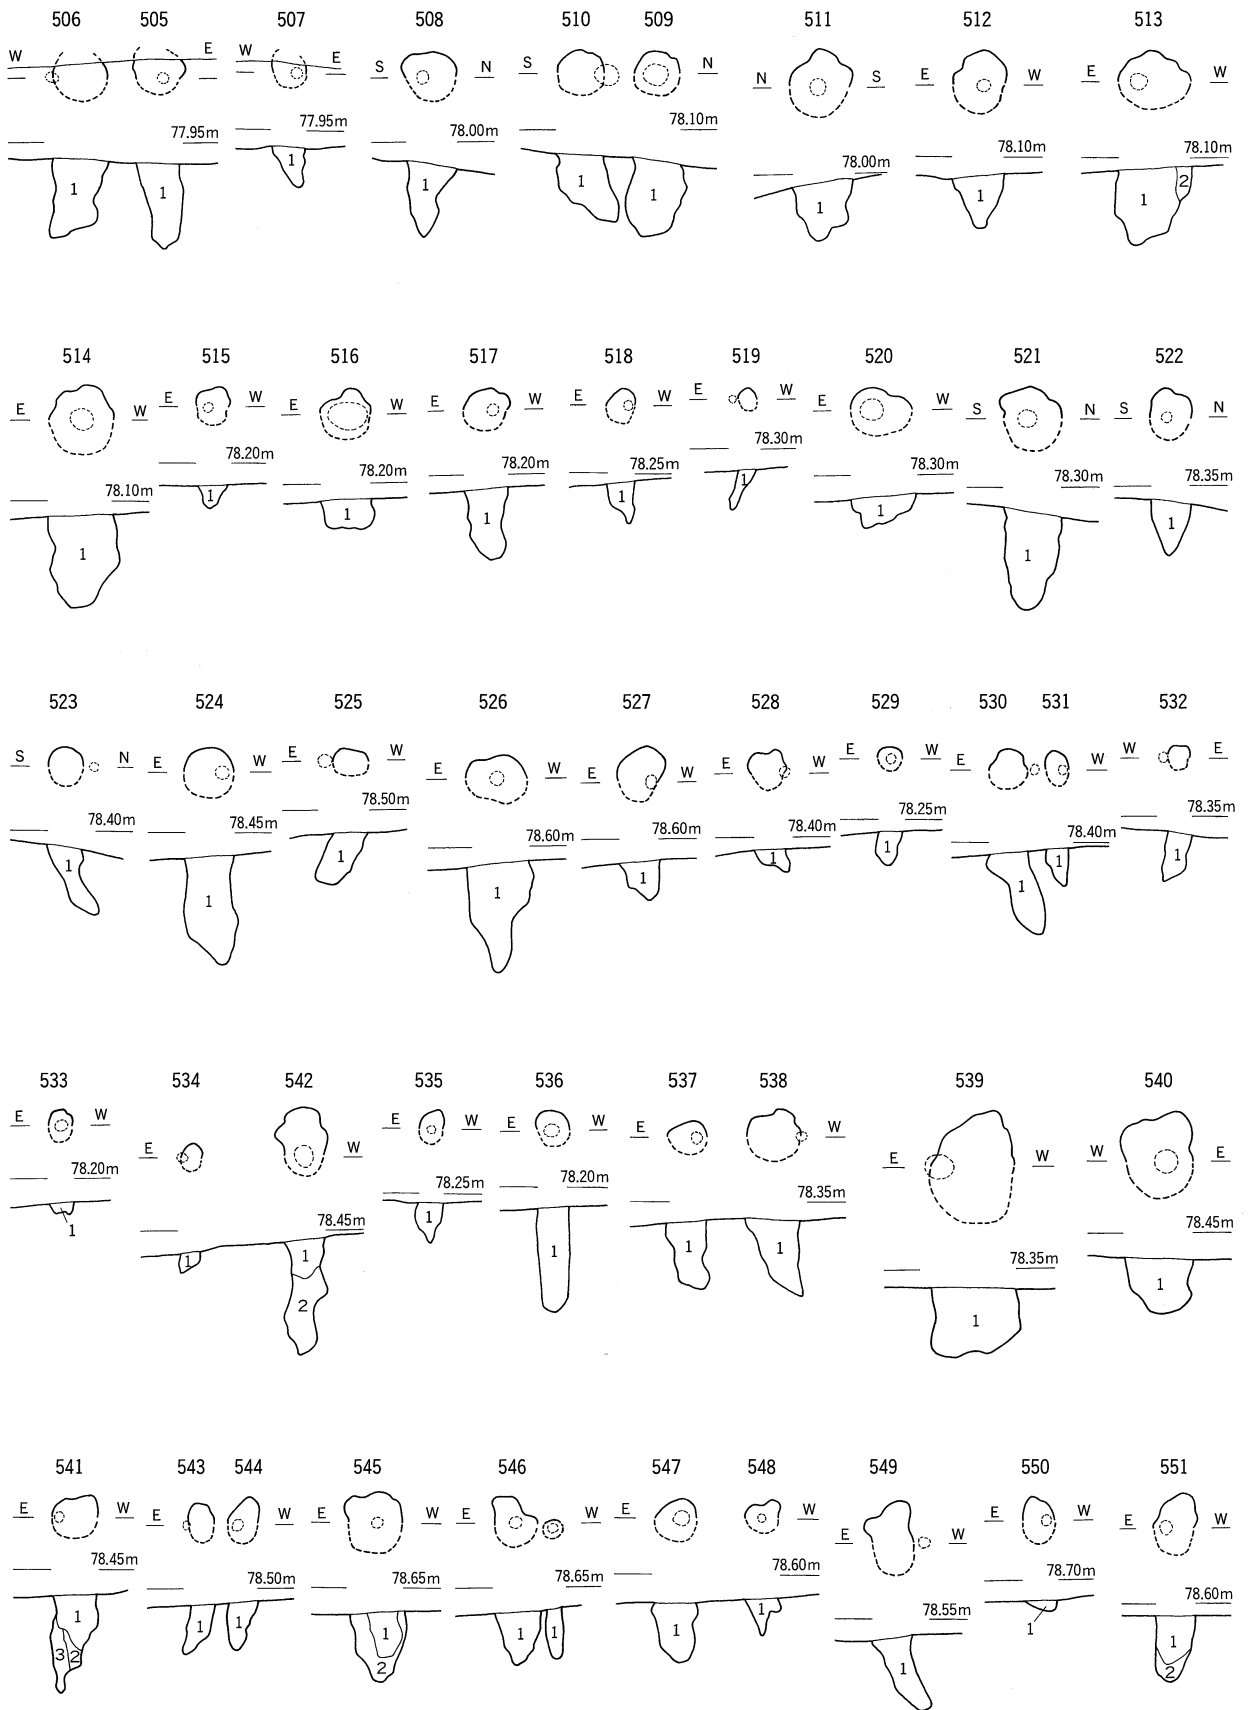 506 505 507 508 510 509 511 512 513
W E W E S N S N N S E W E W
77.95m 77.95m 78.00m 78.10m 78.00m 78.10m 78.10m
1 1 1 1 1 1 1 1 1 2
514 515 516 517 518 519 520 521 522
E W E W E W E W E W E W E W S N S N
78.10m 78.20m 78.20m 78.20m 78.25m 78.30m 78.30m 78.30m 78.35m
1 1 1 1 1 1 1 1 1
523 524 525 526 527 528 529 530 531 532
S N E W E W E W E W E W E W E W W E
78.40m 78.45m 78.50m 78.60m 78.60m 78.40m 78.25m 78.40m 78.35m
1 1 1 1 1 1 1 1 1 1
533 534 542 535 536 537 538 539 540
E W E W E W E W E W E W W E
78.20m 78.45m 78.25m 78.20m 78.35m 78.35m 78.45m
1 1 1 2 1 1 1 1 1 1
541 543 544 545 546 547 548 549 550 551
E W E W E W E W E W E W E W E W
78.45m 78.50m 78.65m 78.65m 78.60m 78.55m 78.70m 78.60m
1 3 2 1 1 1 2 1 1 1 1 1 1 1 2